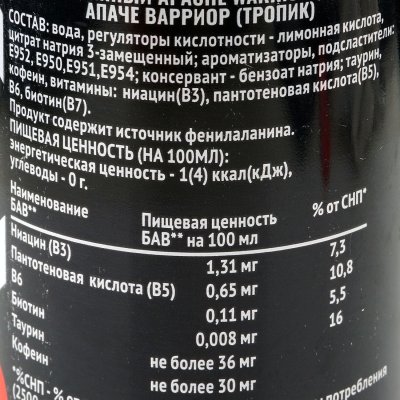 АПАЧЕ ВАРРИОР (ТРОПИК)
СОСТАВ: вода, регуляторы кислотности - лимонная кислота,
цитрат натрия 3-замещенный; ароматизаторы, подсластители:
Е952, Е950,Е951,Е954; консервант - бензоат натрия; таурин,
кофеин, витамины: ниацин(В3), пантотеновая кислота(В5),
В6, биотин(В7).
Продукт содержит источник фенилаланина.
ПИЩЕВАЯ ЦЕННОСТЬ (НА 100МЛ):
энергетическая ценность - 1(4) ккал(кДж),
углеводы - 0 г.
Наименование БАВ** Пищевая ценность БАВ** на 100 мл % от СНП*
Ниацин (В3) 1,31 мг 7,3
Пантотеновая кислота (В5) 0,65 мг 10,8
В6 0,11 мг 5,5
Биотин 0,008 мг 16
Таурин не более 36 мг
Кофеин не более 30 мг
*%СНП - % от
потребления
(2500